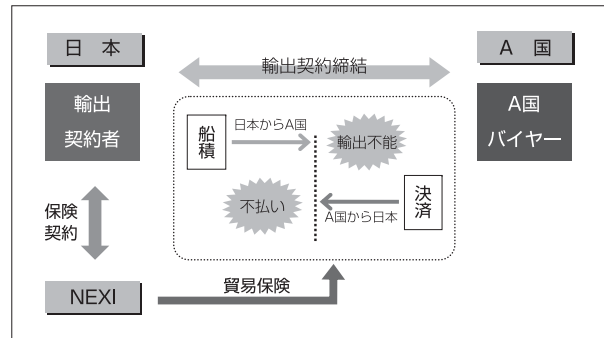 日　本
A　国
輸出契約締結
輸出
契約者
A国
バイヤー
船積
日本からA国
輸出不能
不払い
A国から日本
決済
保険
契約
NEXI
貿易保険